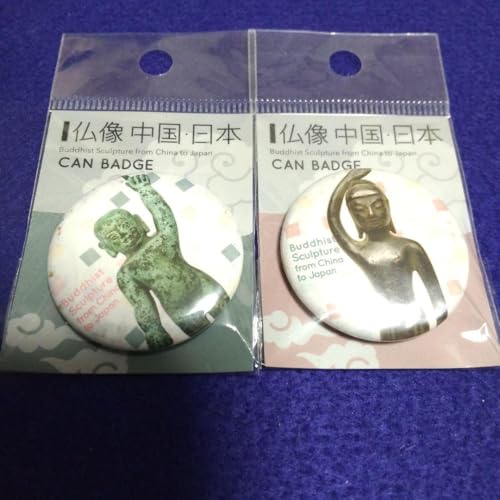 仏像 中国・日本
Buddhist Sculpture from China to Japan
CAN BADGE
Buddhist
Sculpture
from China
to Japan
仏像 中国・日本
Buddhist Sculpture from China to Japan
CAN BADGE
Buddhist
Sculpture
from China
to Japan